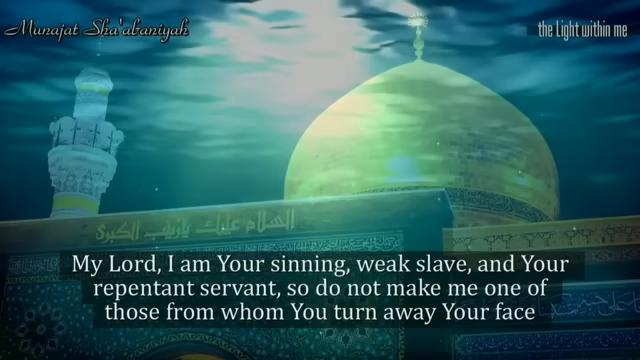 Munajat Sha'abaniyah
the Light within me
السلام عليك يا زينب الكبرى
My Lord, I am Your sinning, weak slave, and Your
repentant servant, so do not make me one of
those from whom You turn away Your face